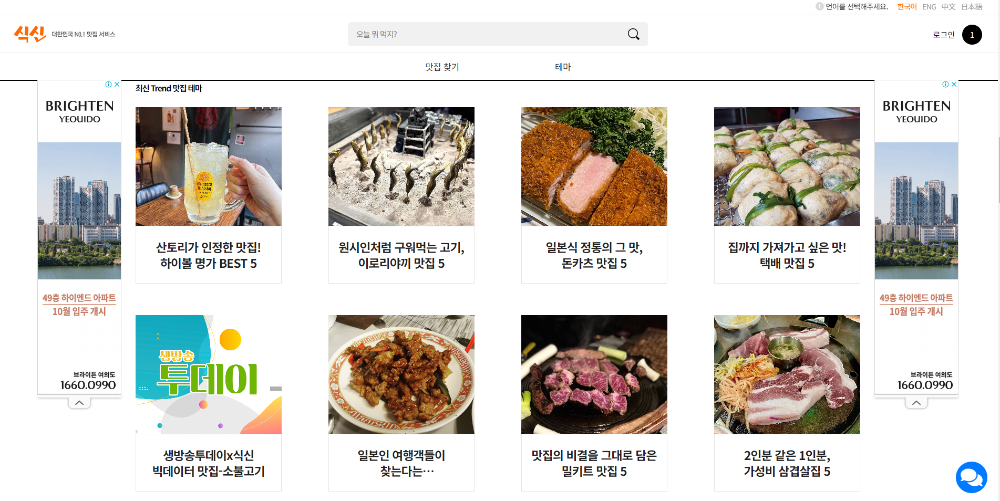 언어를 선택해주세요. 한국어 ENG 中文 日本語
식신 대한민국 N0.1 맛집 서비스
오늘 뭐 먹지?
로그인 1
맛집 찾기 테마
BRIGHTEN
YEOUIDO
49층 하이엔드 아파트
10월 입주 개시
브라이튼 여의도
1660.0990
최신 Trend 맛집 테마
SUNTORY
WHISKY
산토리가 인정한 맛집!
하이볼 명가 BEST 5
원시인처럼 구워먹는 고기,
이로리야끼 맛집 5
일본식 정통의 그 맛,
돈카츠 맛집 5
집까지 가져가고 싶은 맛!
택배 맛집 5
생방송
투데이
생방송투데이x식신
빅데이터 맛집-소불고기
일본인 여행객들이
찾는다는…
맛집의 비결을 그대로 담은
밀키트 맛집 5
2인분 같은 1인분,
가성비 삼겹살집 5
BRIGHTEN
YEOUIDO
49층 하이엔드 아파트
10월 입주 개시
브라이튼 여의도
1660.0990